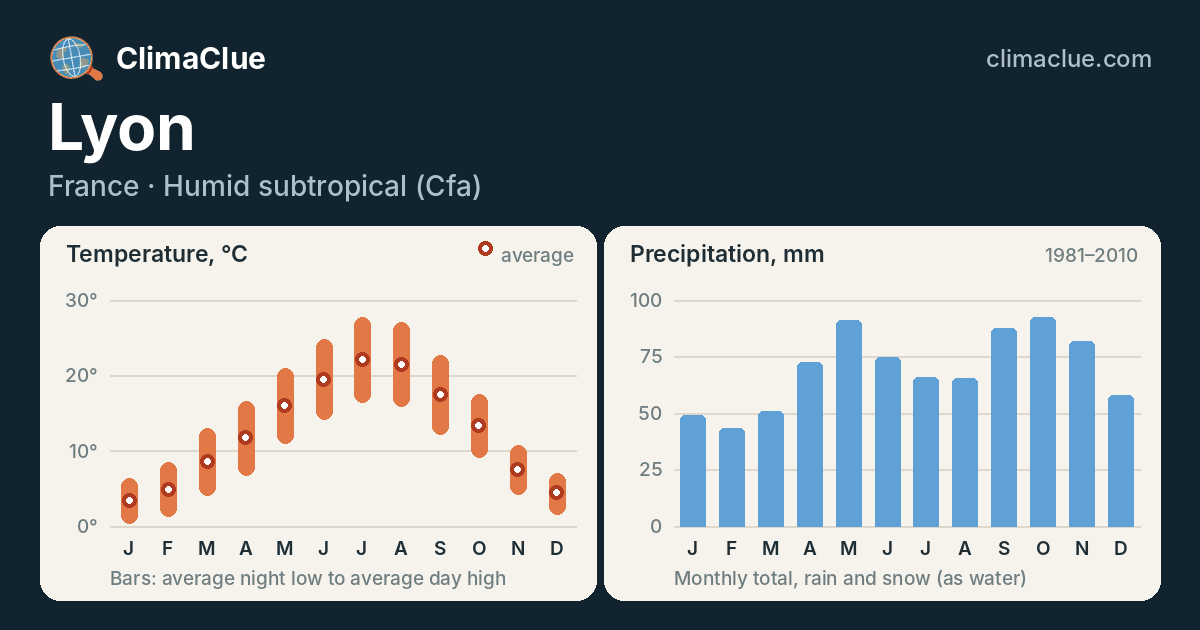 ClimaClue
climaclue.com
Lyon
France · Humid subtropical (Cfa)
Temperature, °C
average
30°
20°
10°
0°
J F M A M J J A S O N D
Bars: average night low to average day high
Precipitation, mm
1981–2010
100
75
50
25
0
J F M A M J J A S O N D
Monthly total, rain and snow (as water)